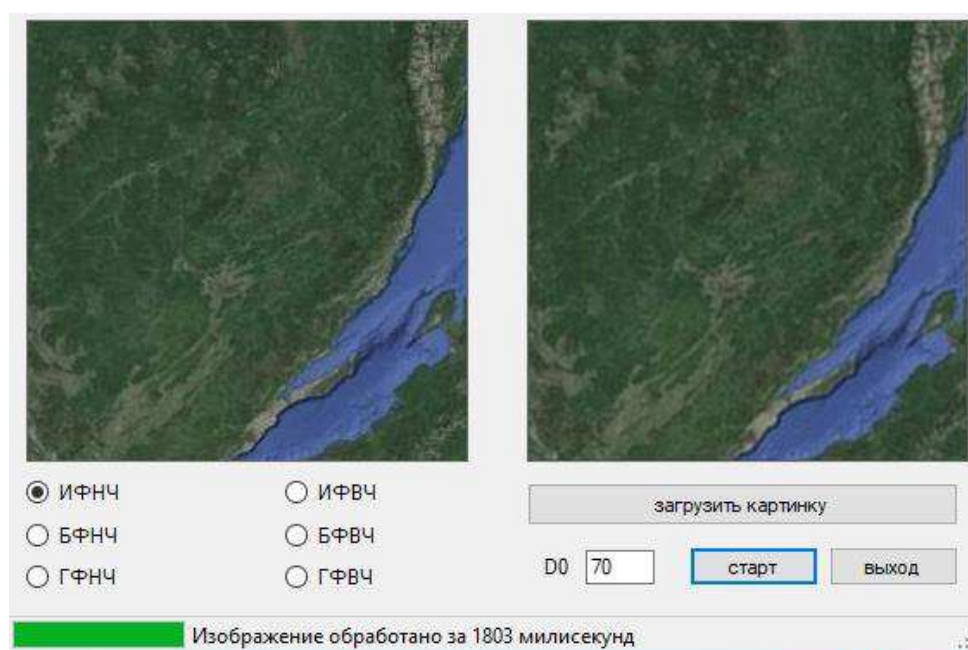 ИФНЧ ИФВЧ
БФНЧ БФВЧ
ГФНЧ ГФВЧ
загрузить картинку
D0 70 старт выход
Изображение обработано за 1803 милисекунд